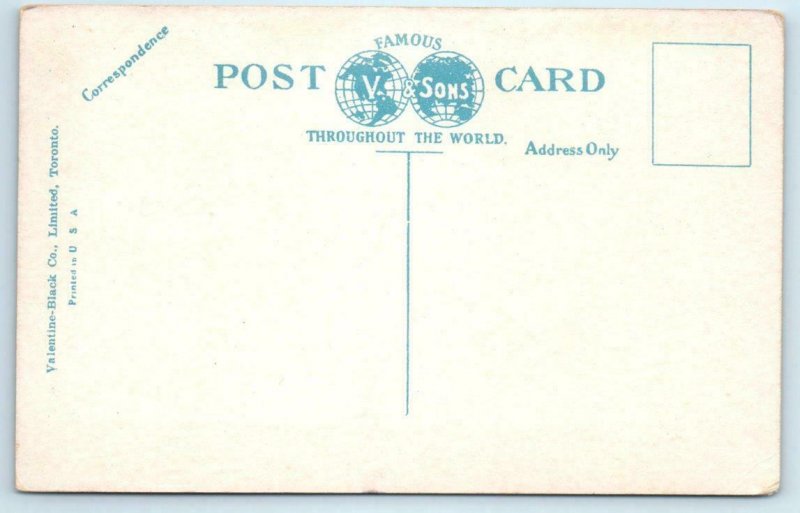 Correspondence
FAMOUS
POST V. & SONS CARD
THROUGHOUT THE WORLD.
Address Only
Valentine-Black Co., Limited, Toronto.
Printed in U S A